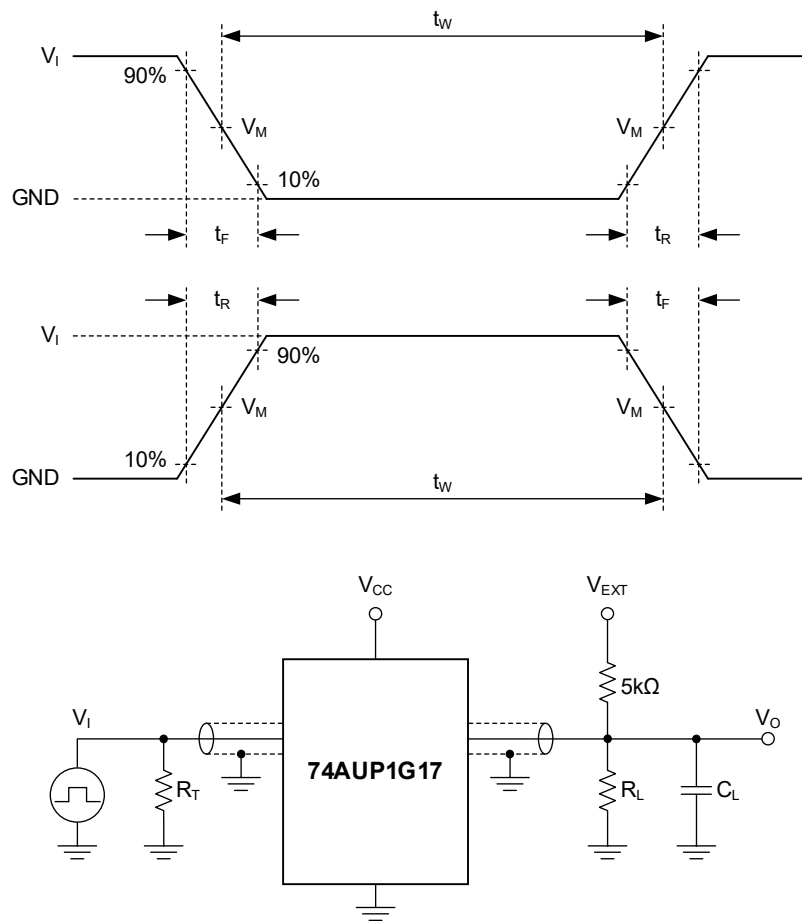 t_W
V_I
90%
V_M V_M
10%
GND
t_F t_R
t_R t_F
V_I
90%
V_M V_M
10%
GND
t_W
V_CC V_EXT
5kΩ
V_I V_O
74AUP1G17
R_T R_L C_L